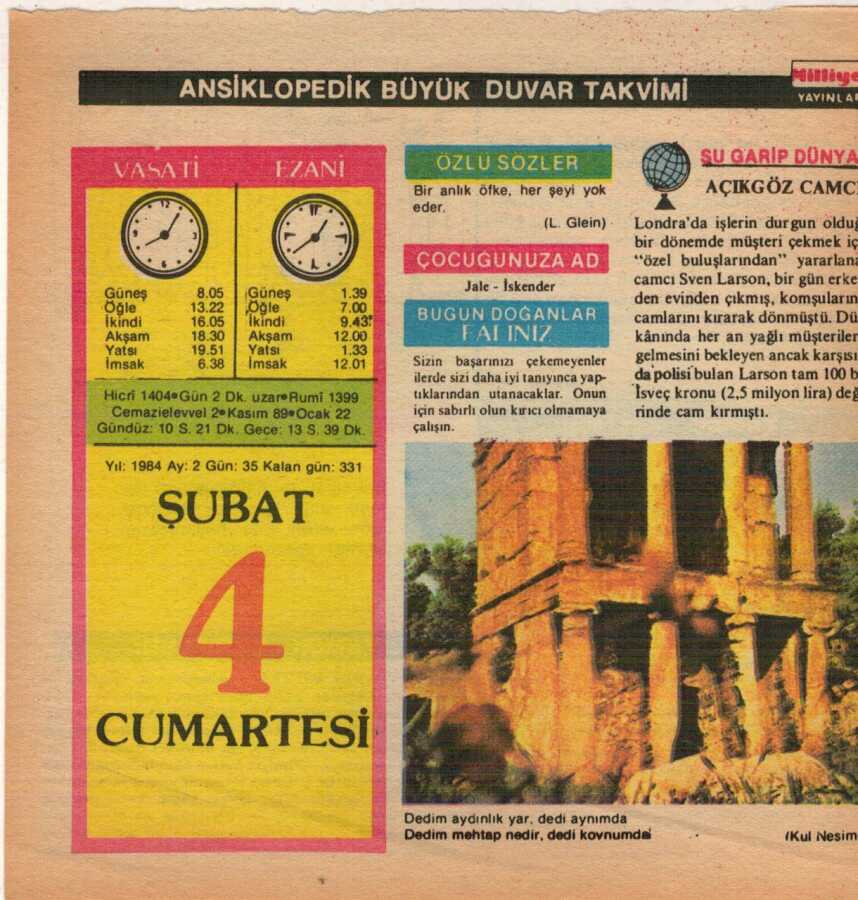 ANSİKLOPEDİK BÜYÜK DUVAR TAKVİMİ
Milliye
YAYINLA
VASATİ EZANİ
Güneş 8.05 Güneş 1.39
Öğle 13.22 Öğle 7.00
İkindi 16.05 İkindi 9.43
Akşam 18.30 Akşam 12.00
Yatsı 19.51 Yatsı 1.33
İmsak 6.38 İmsak 12.01
Hicrî 1404•Gün 2 Dk. uzar•Rumî 1399
Cemazielevvel 2•Kasım 89•Ocak 22
Gündüz: 10 S. 21 Dk. Gece: 13 S. 39 Dk.
Yıl: 1984 Ay: 2 Gün: 35 Kalan gün: 331
ŞUBAT
4
CUMARTESİ
ÖZLÜ SÖZLER
Bir anlık öfke, her şeyi yok
eder.
(L. Glein)
ÇOCUĞUNUZA AD
Jale - İskender
BUGÜN DOĞANLAR
FALINIZ
Sizin başarınızı çekemeyenler
ilerde sizi daha iyi tanıyınca yap-
tıklarından utanacaklar. Onun
için sabırlı olun kırıcı olmamaya
çalışın.
ŞU GARİP DÜNYA
AÇIKGÖZ CAMC
Londra'da işlerin durgun olduğ
bir dönemde müşteri çekmek iç
“özel buluşlarından” yararlana
camcı Sven Larson, bir gün erke
den evinden çıkmış, komşuların
camlarını kırarak dönmüştü. Dü
kânında her an yağlı müşteriler
gelmesini bekleyen ancak karşısı
da polisi bulan Larson tam 100 b
İsveç kronu (2,5 milyon lira) değ
rinde cam kırmıştı.
Dedim aydınlık yar, dedi aynımda
Dedim mehtap nedir, dedi kovnumda
(Kul Nesim